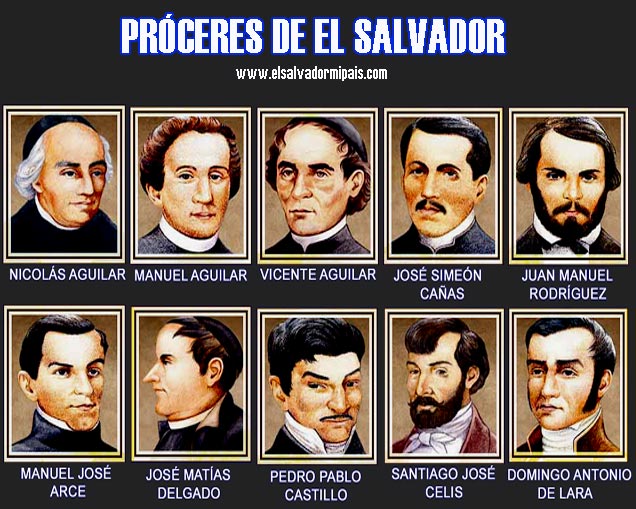 PRÓCERES DE EL SALVADOR
www.elsalvadormipais.com
NICOLÁS AGUILAR
MANUEL AGUILAR
VICENTE AGUILAR
JOSÉ SIMEÓN
CAÑAS
JUAN MANUEL
RODRÍGUEZ
MANUEL JOSÉ
ARCE
JOSÉ MATÍAS
DELGADO
PEDRO PABLO
CASTILLO
SANTIAGO JOSÉ
CELIS
DOMINGO ANTONIO
DE LARA